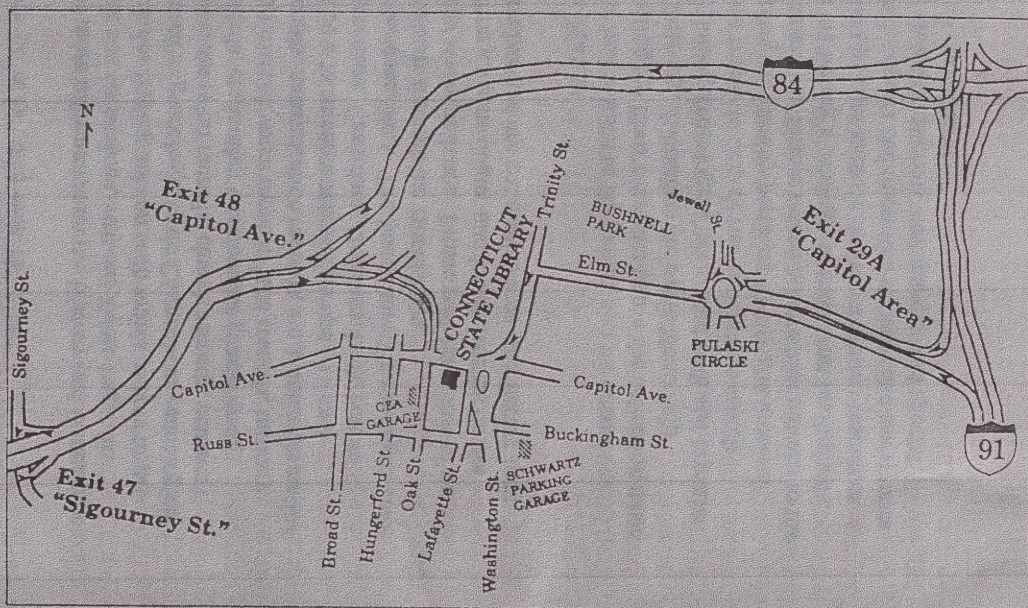 84
N
Exit 48
"Capitol Ave."
Sigourney St.
CONNECTICUT
STATE LIBRARY
Trinity St.
BUSHNELL
PARK
Jewell St.
Elm St.
Exit 29A
"Capitol Area"
PULASKI
CIRCLE
Capitol Ave.
Capitol Ave.
CEA
GARAGE
Russ St.
Buckingham St.
91
Exit 47
"Sigourney St."
Broad St.
Hungerford St.
Oak St.
Lafayette St.
Washington St.
SCHWARTZ
PARKING
GARAGE